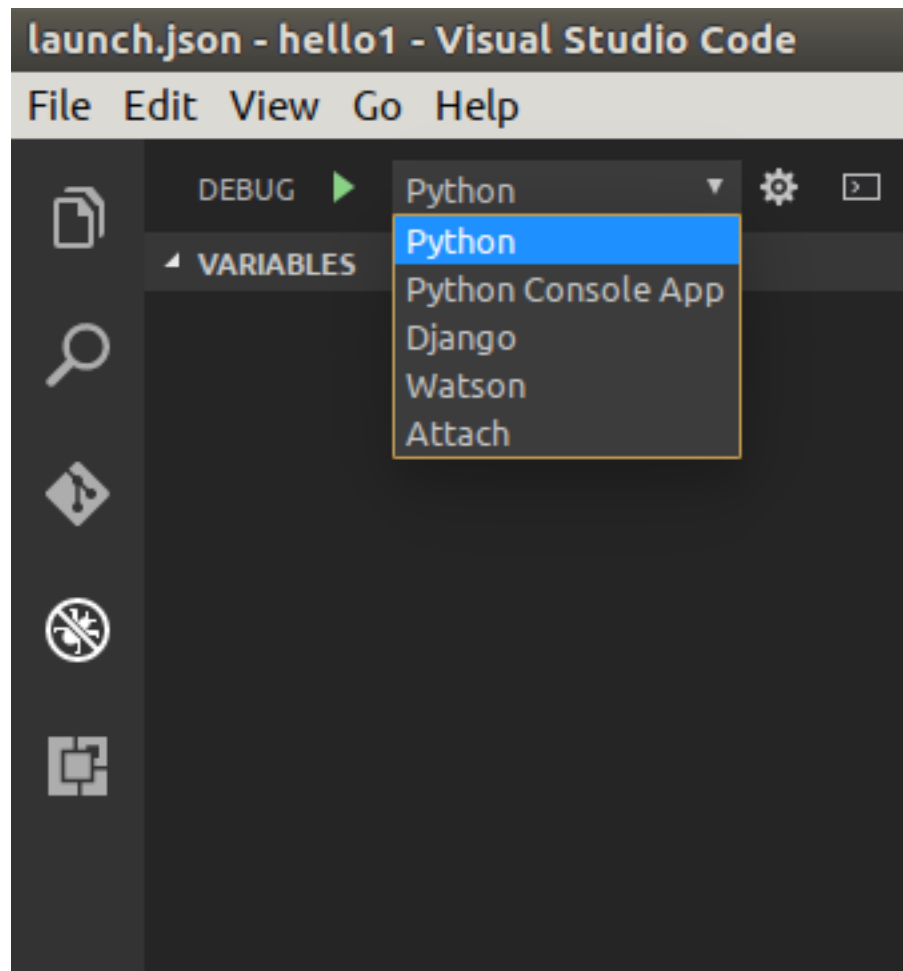 launch.json - hello1 - Visual Studio Code
File Edit View Go Help
DEBUG Python
Python
VARIABLES
Python Console App
Django
Watson
Attach